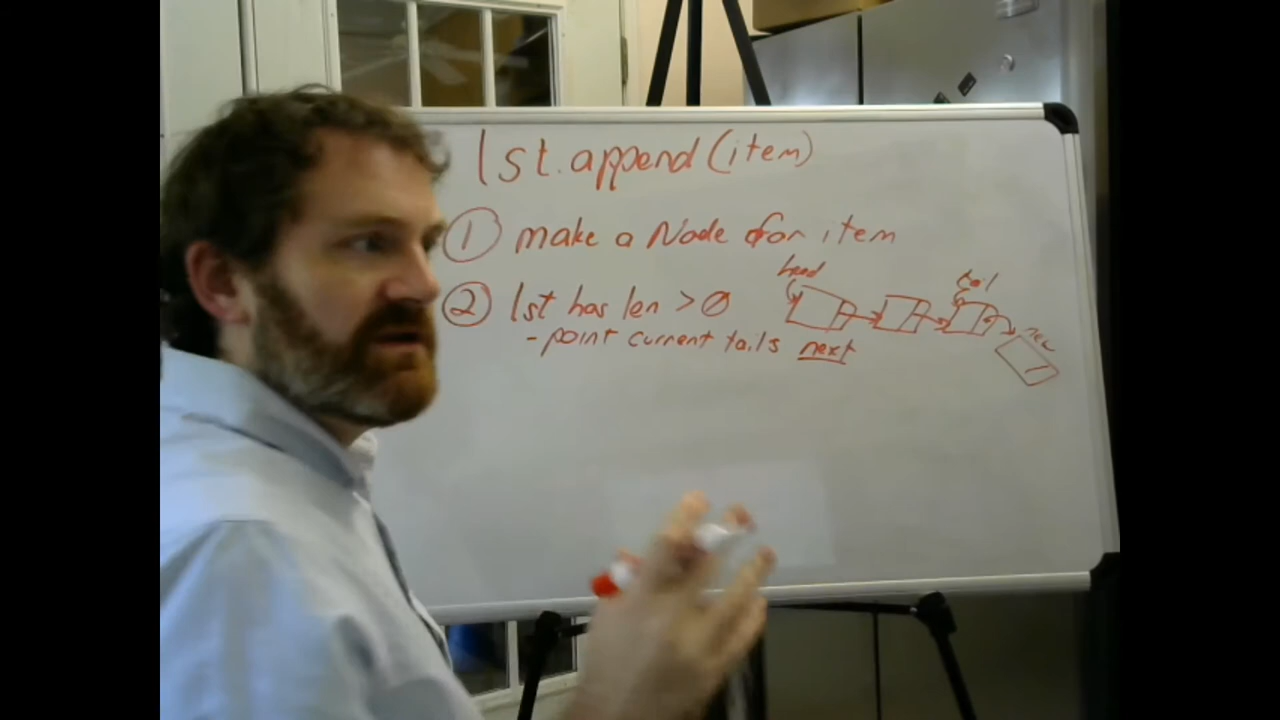 lst.append(item)
① make a Node for item
② lst has len > 0
head
tail
- point current tails next